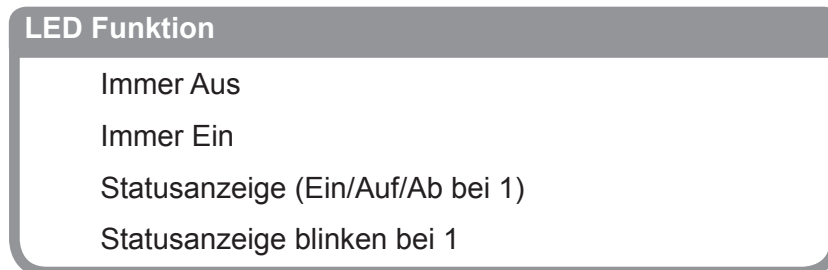 LED Funktion
Immer Aus
Immer Ein
Statusanzeige (Ein/Auf/Ab bei 1)
Statusanzeige blinken bei 1